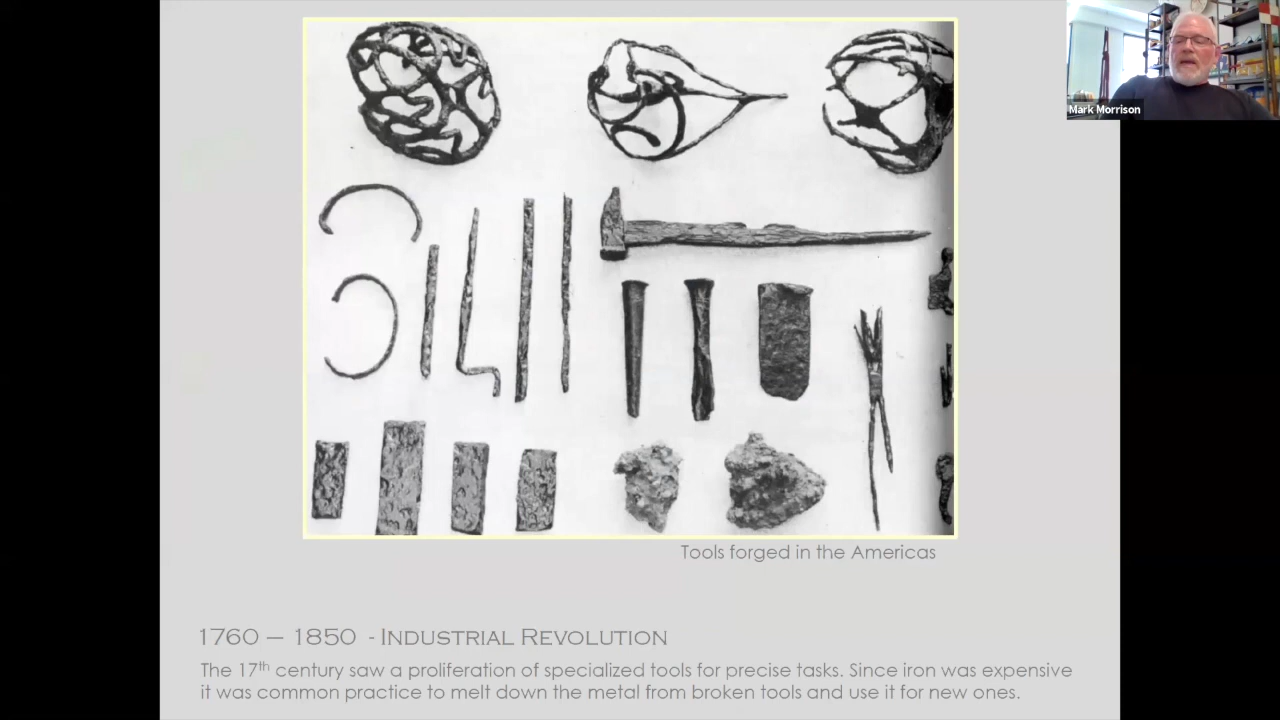 Mark Morrison
Tools forged in the Americas
1760 – 1850 - Industrial Revolution
The 17th century saw a proliferation of specialized tools for precise tasks. Since iron was expensive
it was common practice to melt down the metal from broken tools and use it for new ones.